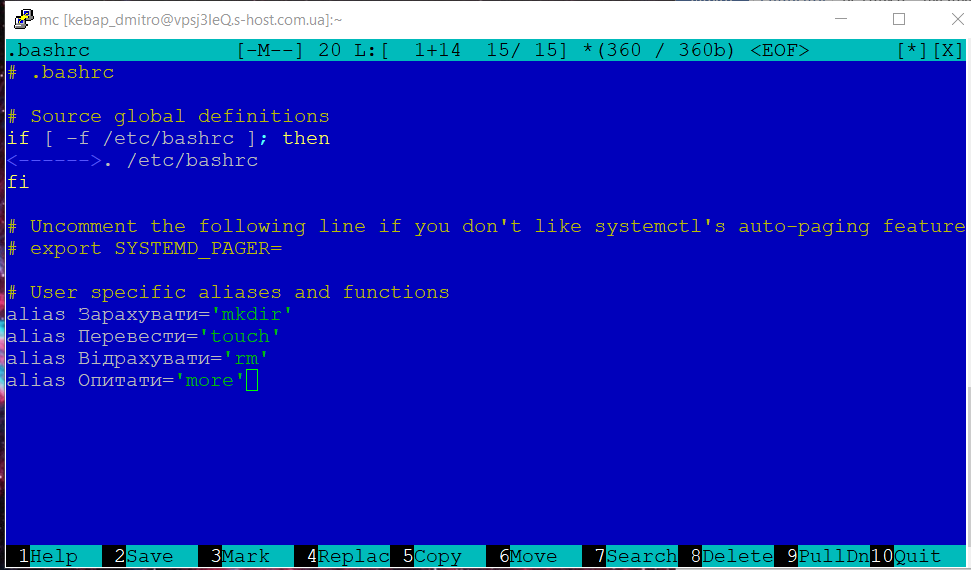 mc [kebap_dmitro@vpsj3leQ.s-host.com.ua]:~
.bashrc [-M--] 20 L:[ 1+14 15/ 15] *(360 / 360b) <EOF> [*][X]
# .bashrc
# Source global definitions
if [ -f /etc/bashrc ]; then
<------>. /etc/bashrc
fi
# Uncomment the following line if you don't like systemctl's auto-paging feature
# export SYSTEMD_PAGER=
# User specific aliases and functions
alias Зарахувати='mkdir'
alias Перевести='touch'
alias Відрахувати='rm'
alias Опитати='more'
1Help 2Save 3Mark 4Replac 5Copy 6Move 7Search 8Delete 9PullDn 10Quit